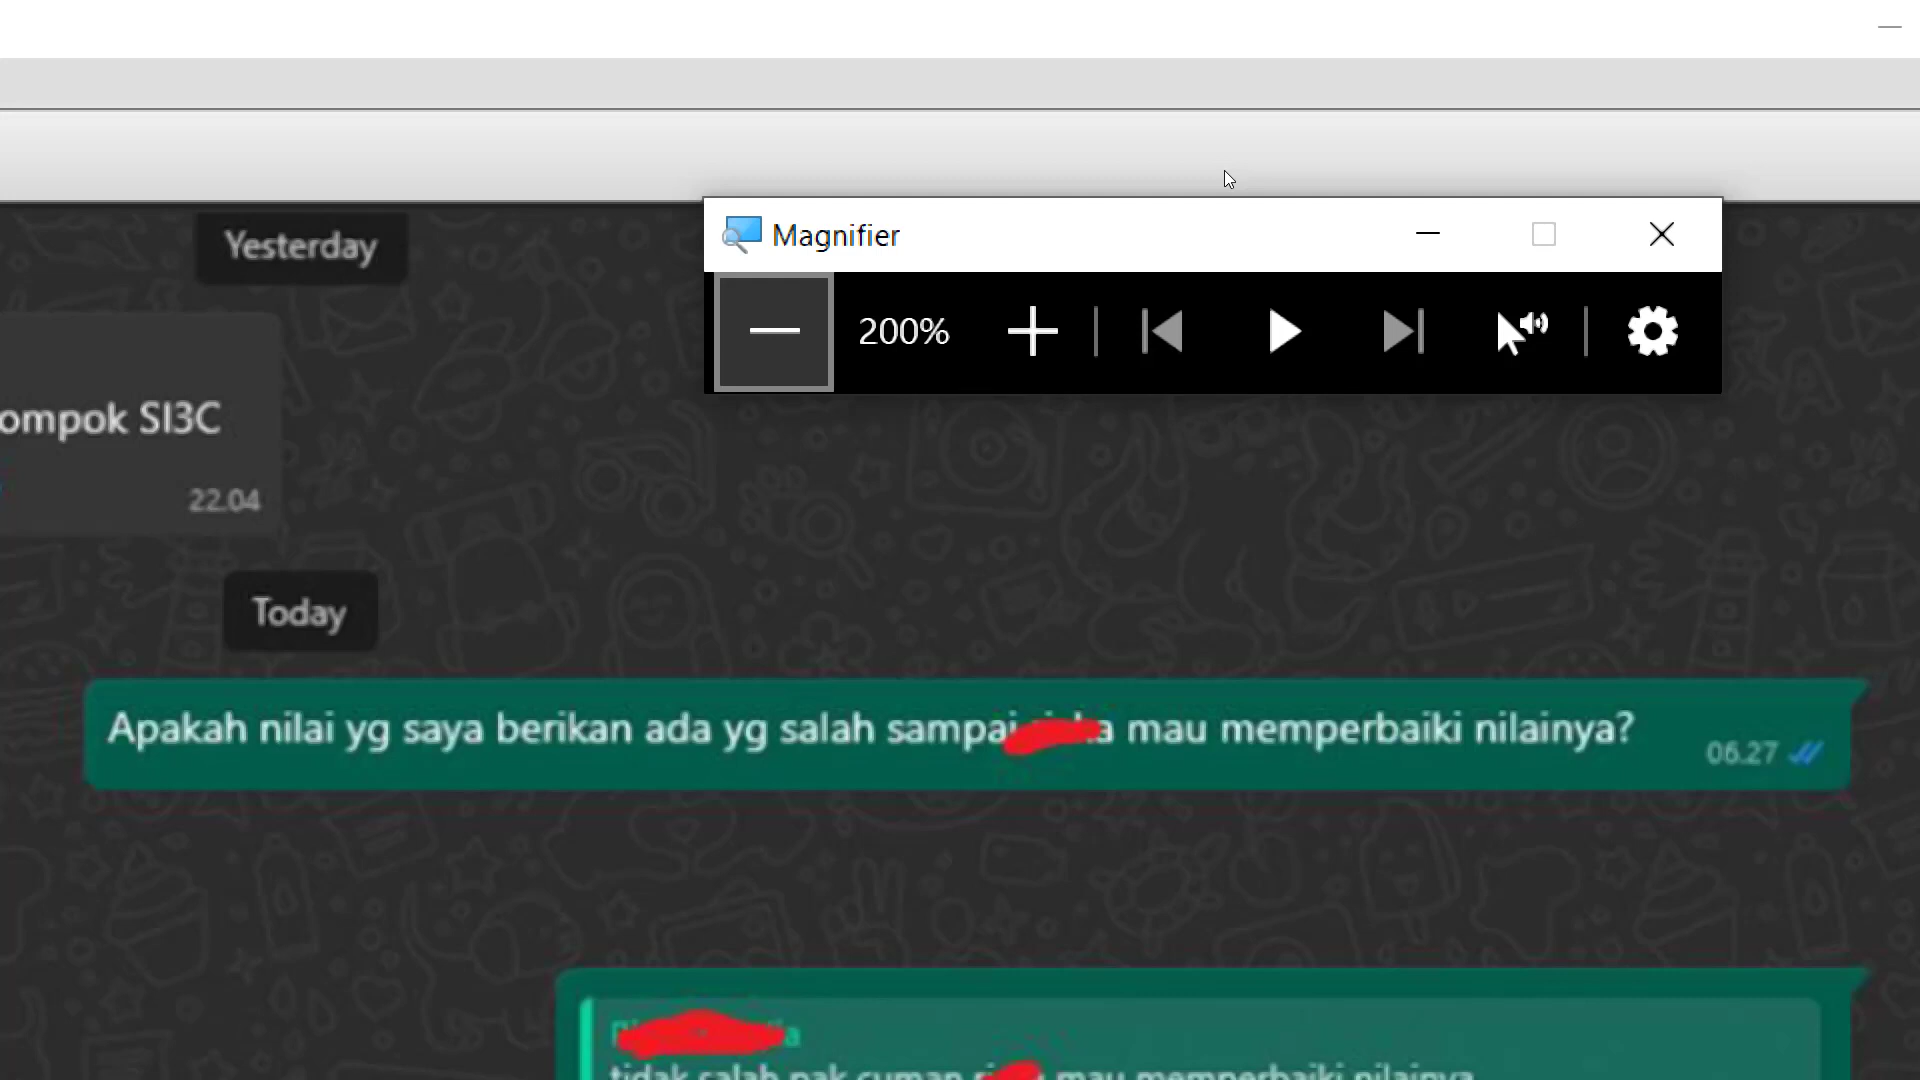 Magnifier
200%
Yesterday
ompok SI3C
22.04
Today
Apakah nilai yg saya berikan ada yg salah sampai mau memperbaiki nilainya?
06.27
tidak salah pak cuman mau memperbaiki nilainya